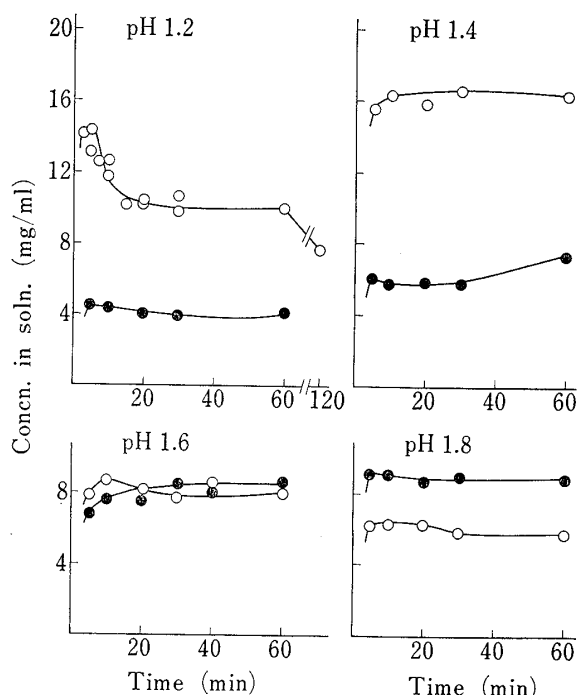 20
pH 1.2
pH 1.4
16
12
8
4
Concn. in soln. (mg/ml)
20 40 60 120
20 40 60
pH 1.6
pH 1.8
8
4
20 40 60
20 40 60
Time (min)
Time (min)